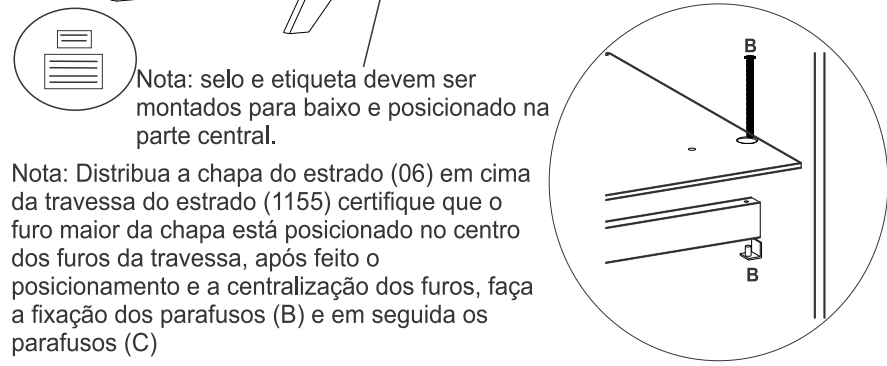 Nota: selo e etiqueta devem ser
montados para baixo e posicionado na
parte central.
Nota: Distribua a chapa do estrado (06) em cima
da travessa do estrado (1155) certifique que o
furo maior da chapa está posicionado no centro
dos furos da travessa, após feito o
posicionamento e a centralização dos furos, faça
a fixação dos parafusos (B) e em seguida os
parafusos (C)
B
B